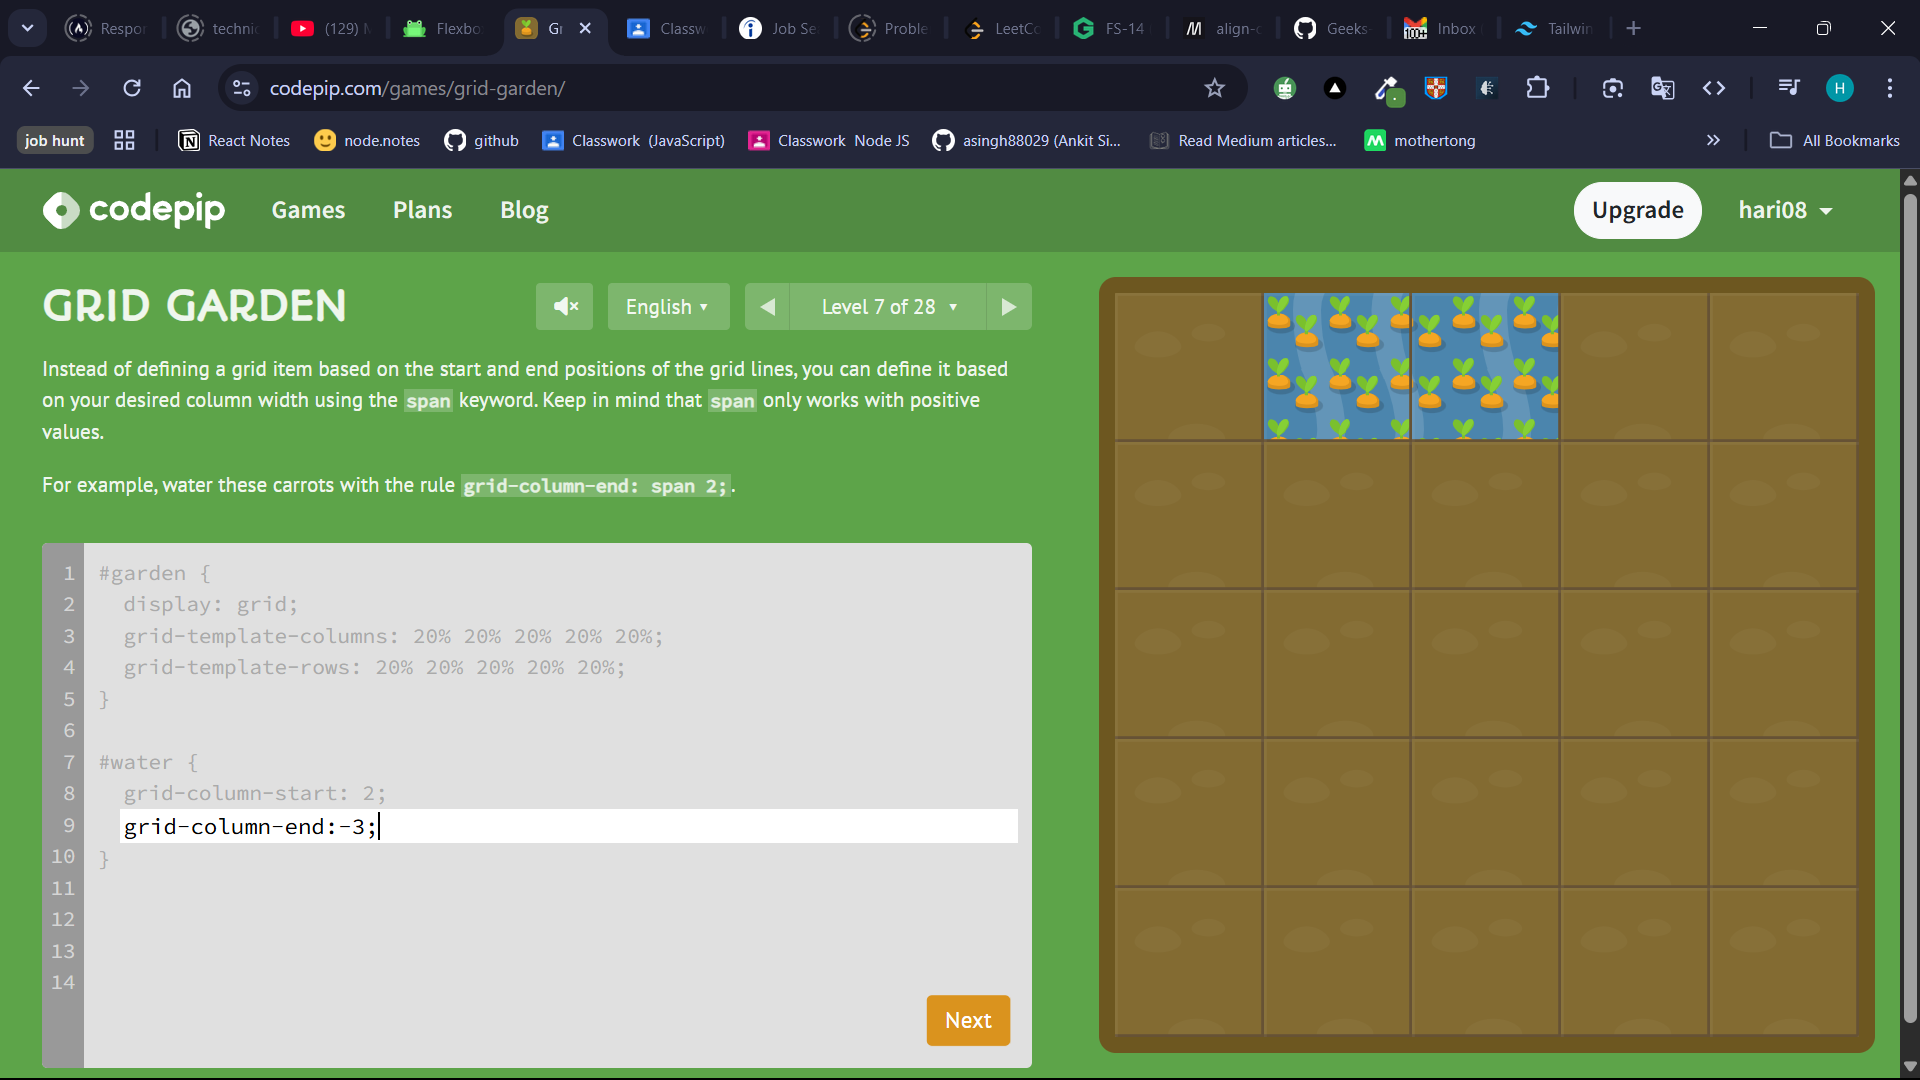 Respor
technic
(129) M
Flexbo
Gr
Classw
Job Se
Proble
LeetCo
FS-14
align-c
Geeks-
Inbox
Tailwin
codepip.com/games/grid-garden/
H
job hunt
React Notes
node.notes
github
Classwork (JavaScript)
Classwork Node JS
asingh88029 (Ankit Si...
Read Medium articles...
mothertong
All Bookmarks
codepip
Games
Plans
Blog
Upgrade
hari08
GRID GARDEN
English
Level 7 of 28
Instead of defining a grid item based on the start and end positions of the grid lines, you can define it based
on your desired column width using the span keyword. Keep in mind that span only works with positive
values.
For example, water these carrots with the rule grid-column-end: span 2;.
1 #garden {
2 display: grid;
3 grid-template-columns: 20% 20% 20% 20% 20%;
4 grid-template-rows: 20% 20% 20% 20% 20%;
5 }
6
7 #water {
8 grid-column-start: 2;
9 grid-column-end:-3;
10 }
11
12
13
14
Next